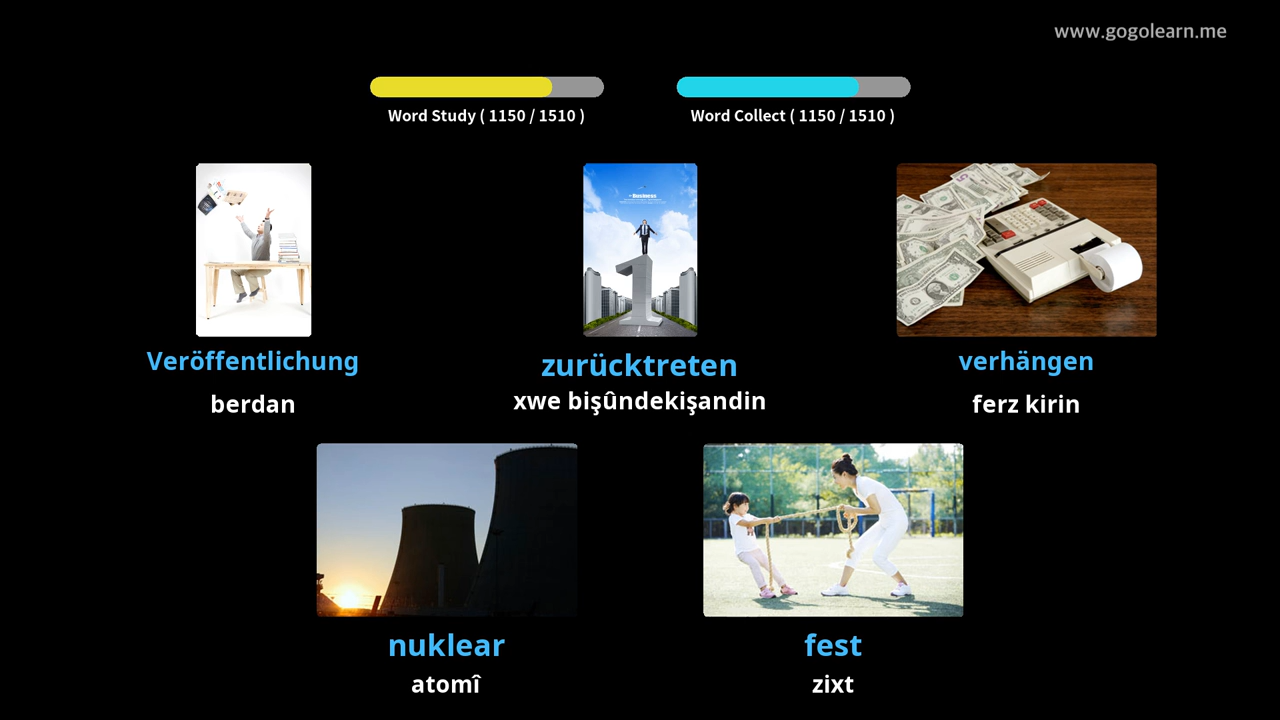 www.gogolearn.me
Word Study ( 1150 / 1510 )
Word Collect ( 1150 / 1510 )
Business
Veröffentlichung
berdan
zurücktreten
xwe bişûndekişandin
verhängen
ferz kirin
nuklear
atomî
fest
zixt